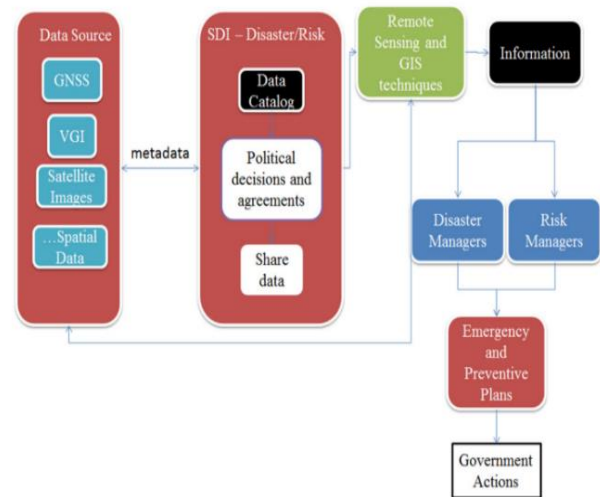 Data Source
GNSS
VGI
Satellite
Images
...Spatial
Data
metadata
SDI – Disaster/Risk
Data
Catalog
Political
decisions and
agreements
Share
data
Remote
Sensing and
GIS
techniques
Information
Disaster
Managers
Risk
Managers
Emergency
and
Preventive
Plans
Government
Actions